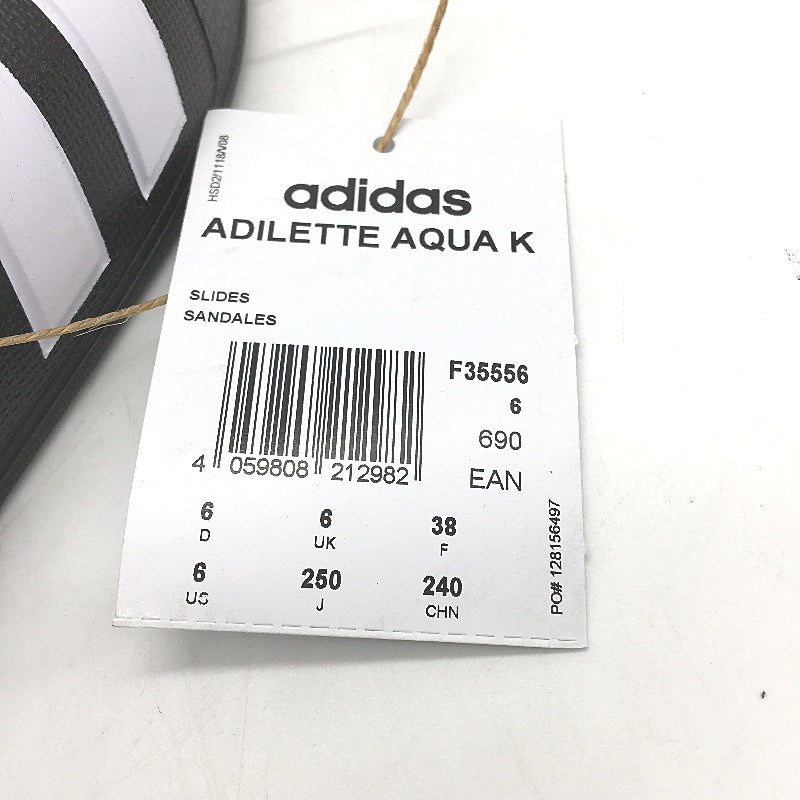 HSD2/1118/V08
adidas
ADILETTE AQUA K
SLIDES
SANDALES
F35556
6
690
EAN
4 059808 212982
6 6 38
D UK F
6 250 240
US J CHN
PO# 128156497